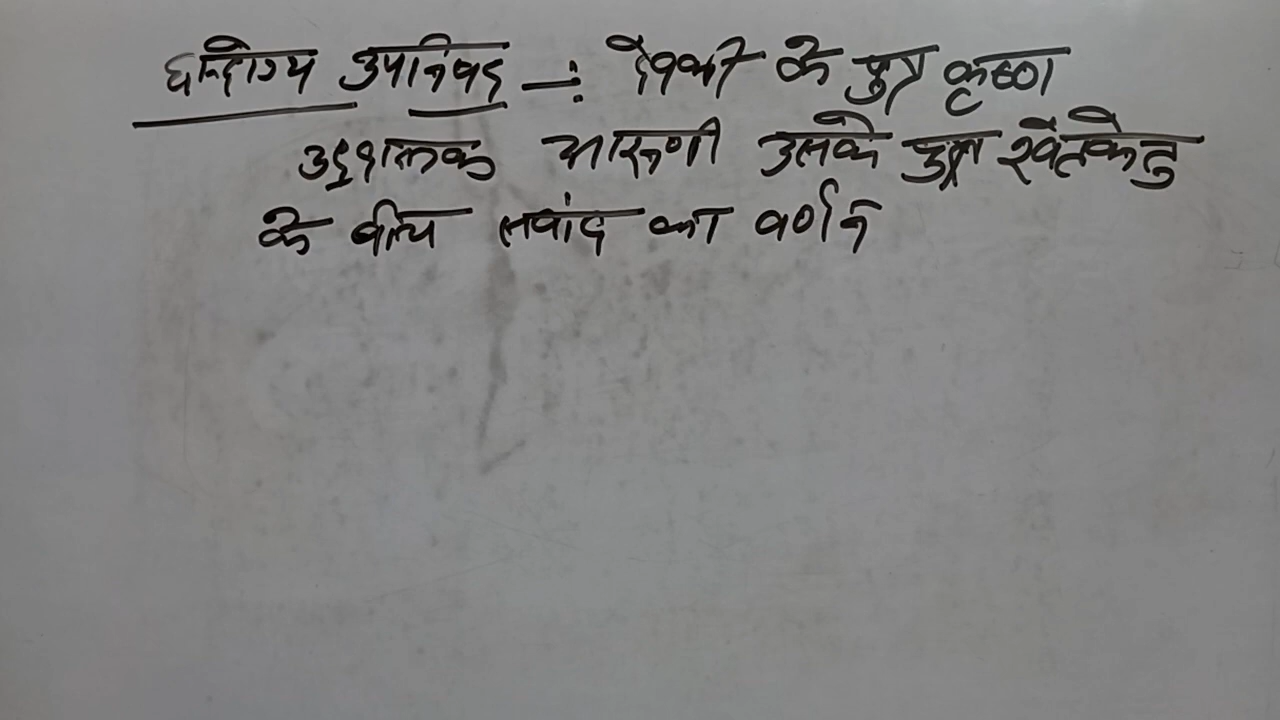 छान्दोग्य उपनिषद —: देवकी के पुत्र कृष्ण
उद्दालक आरुणी उसके पुत्र श्वेतकेतु
के बीच संवाद का वर्णन